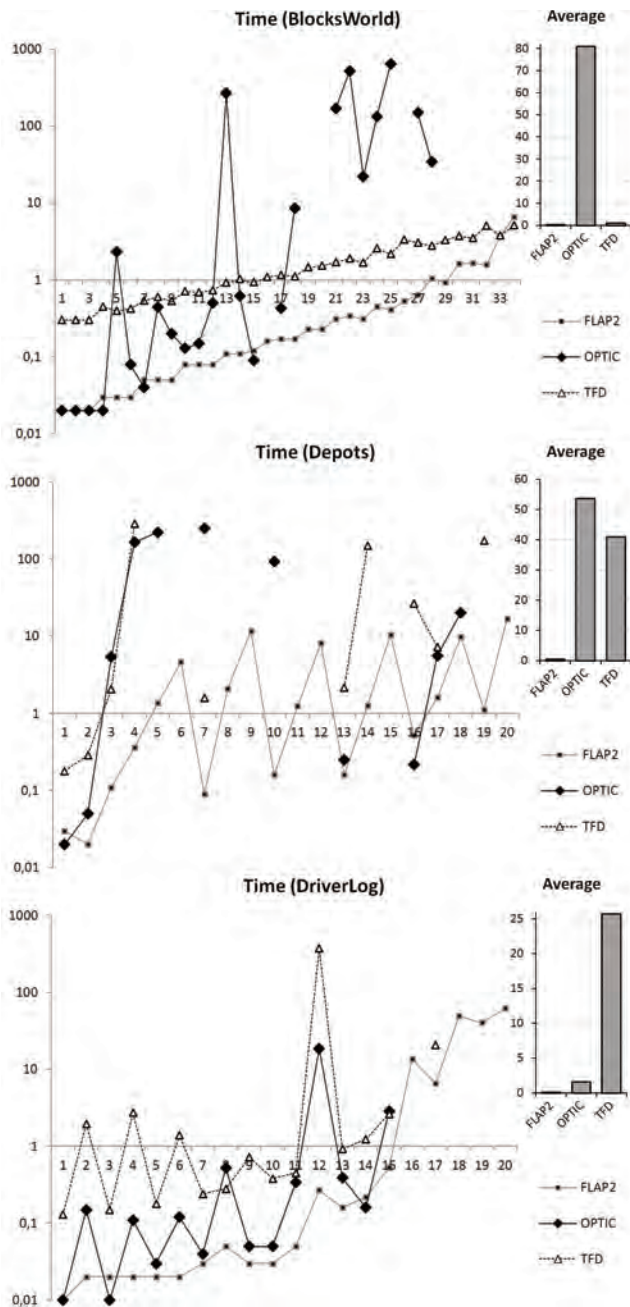 Time (BlocksWorld)
Average
1000
100
10
1
0,1
0,01
1 3 5 7 9 11 13 15 17 19 21 23 25 27 29 31 33
80
70
60
50
40
30
20
10
0
FLAP2
OPTIC
TFD
FLAP2
OPTIC
TFD
Time (Depots)
Average
1000
100
10
1
0,1
0,01
1 2 3 4 5 6 7 8 9 10 11 12 13 14 15 16 17 18 19 20
60
50
40
30
20
10
0
FLAP2
OPTIC
TFD
FLAP2
OPTIC
TFD
Time (DriverLog)
Average
1000
100
10
1
0,1
0,01
1 2 3 4 5 6 7 8 9 10 11 12 13 14 15 16 17 18 19 20
25
20
15
10
5
0
FLAP2
OPTIC
TFD
FLAP2
OPTIC
TFD